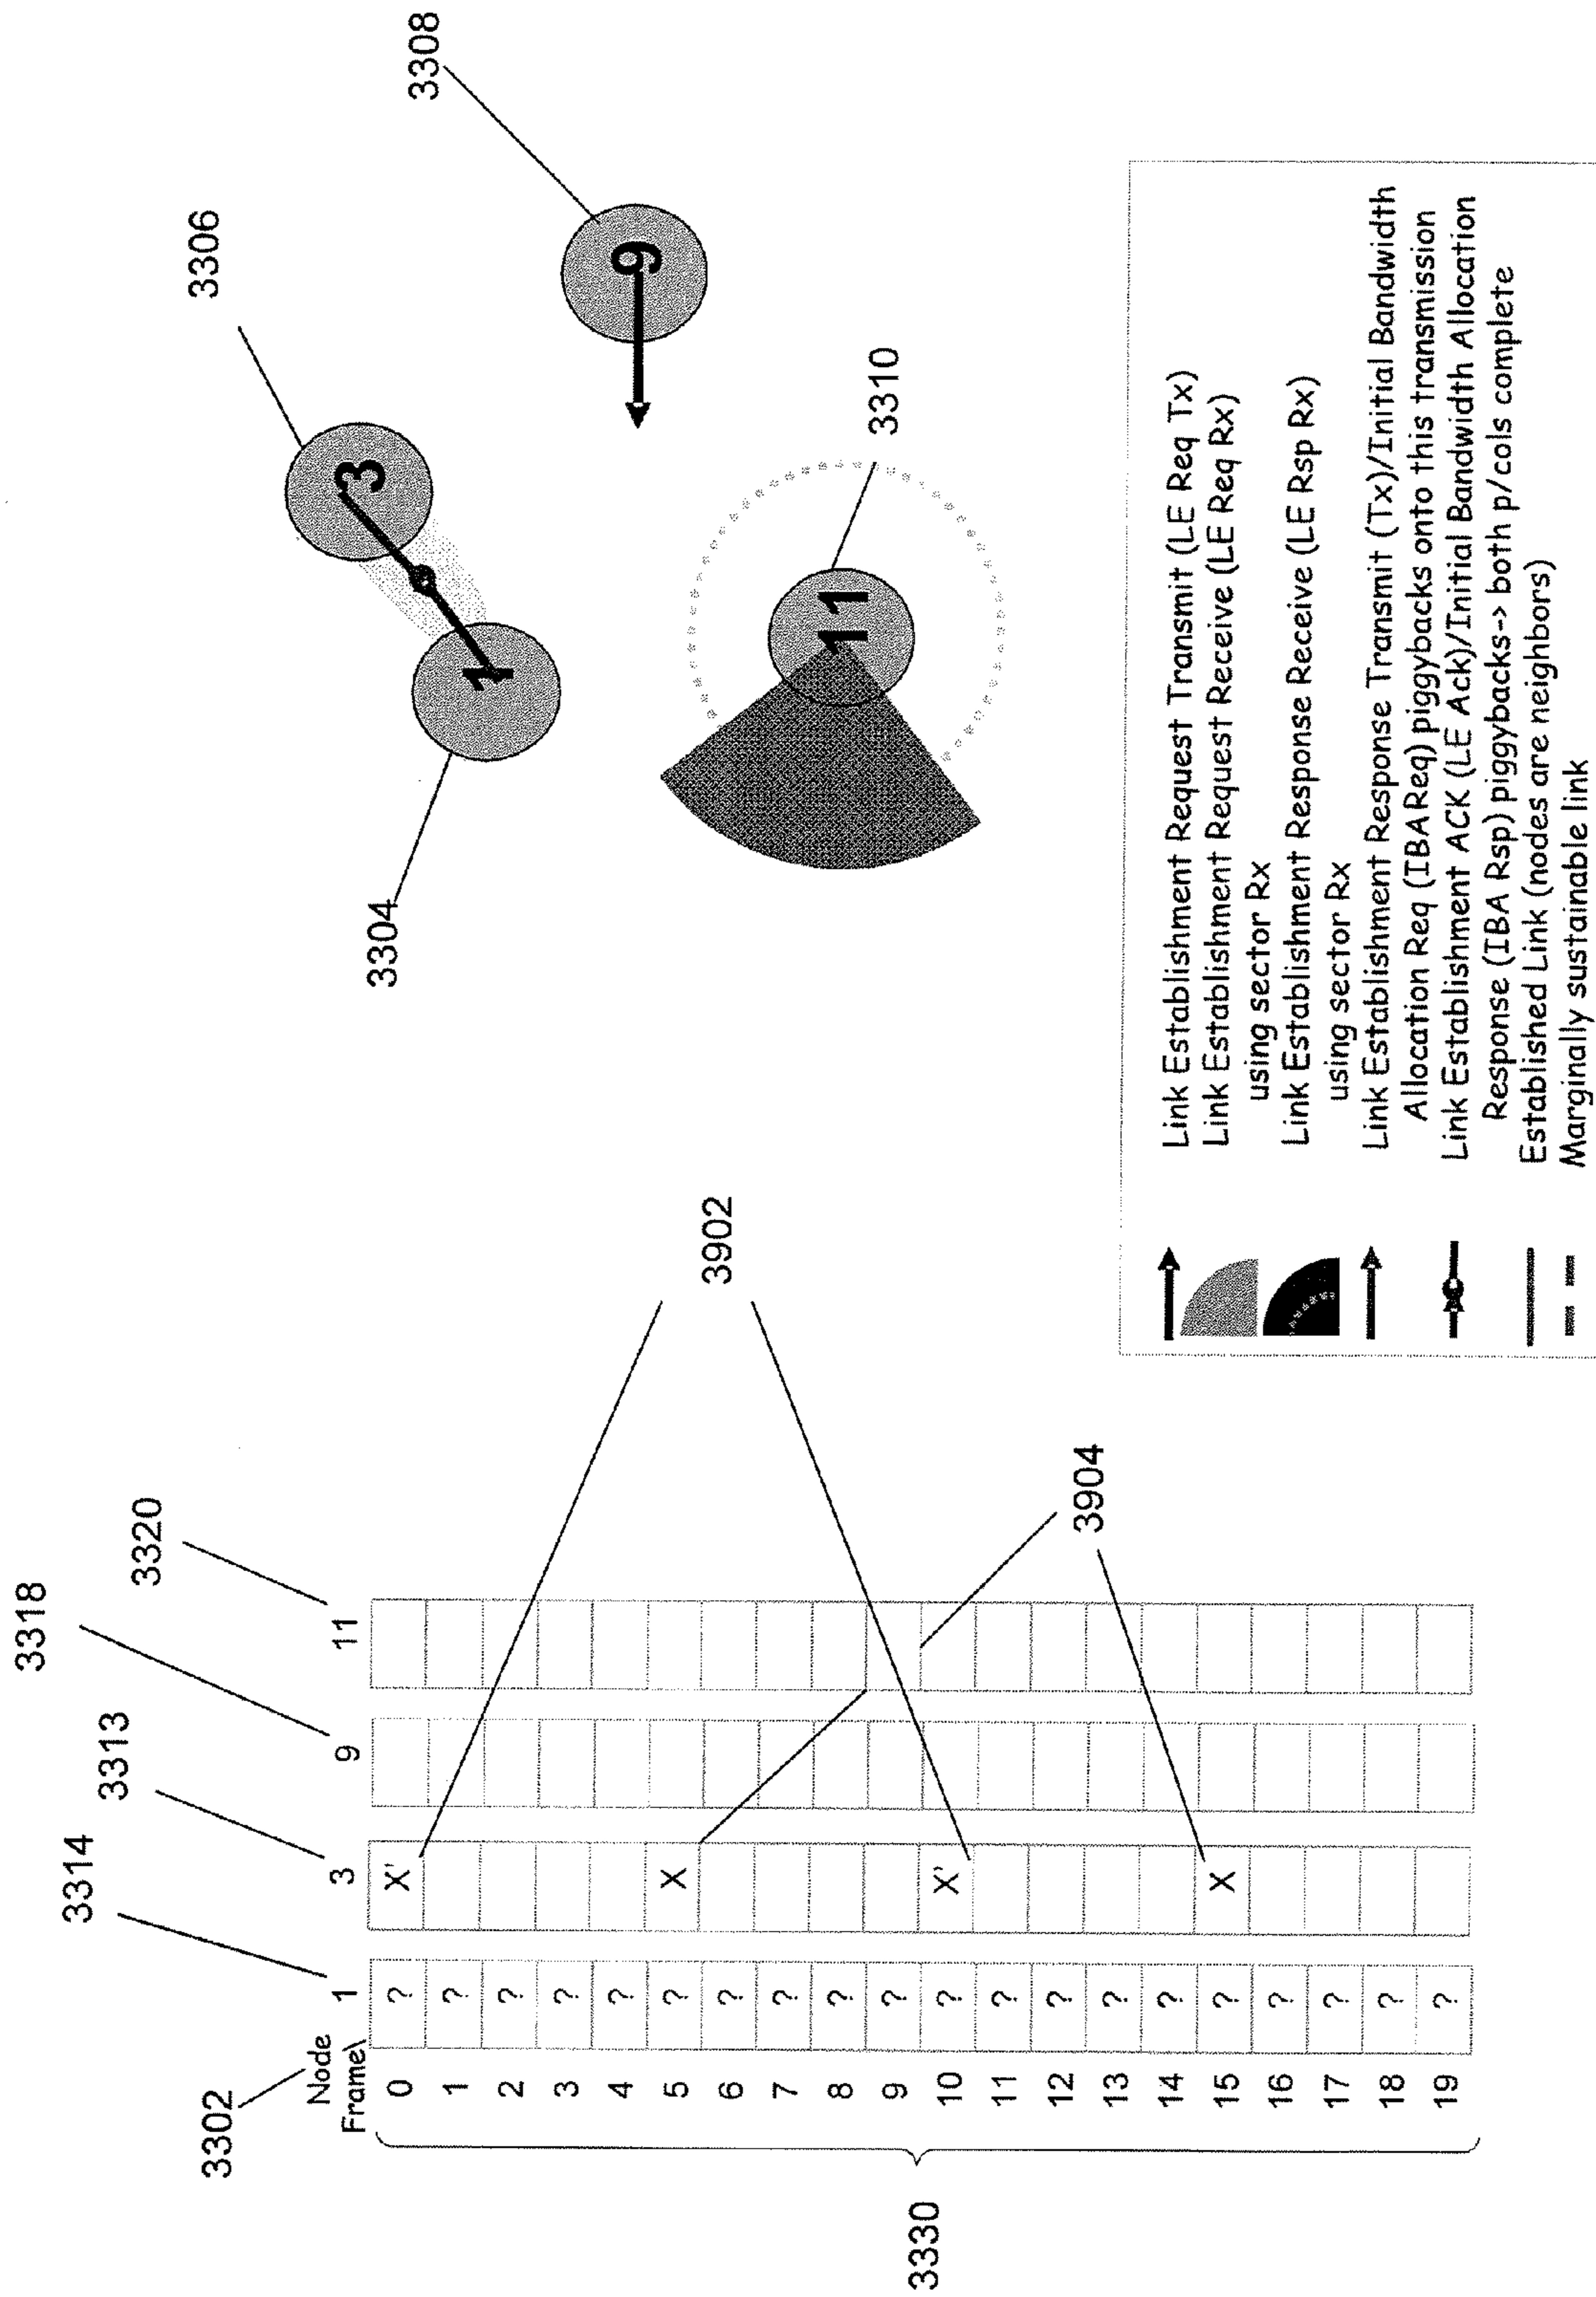 3318
3320
3313
3314
3302
Node
Frame\
1
3
9
11
0 ? X'
1 ?
2 ?
3 ?
4 ?
5 ? X
6 ?
7 ?
8 ?
9 ?
10 ? X'
11 ?
12 ?
13 ?
14 ?
15 ? X
16 ?
17 ?
18 ?
19 ?
3330
3902
3904
3304
3306
3308
3310
1
3
9
11
Link Establishment Request Transmit (LE Req Tx)
Link Establishment Request Receive (LE Req Rx)
using sector Rx
Link Establishment Response Receive (LE Rsp Rx)
using sector Rx
Link Establishment Response Transmit (Tx)/Initial Bandwidth
Allocation Req (IBA Req) piggybacks onto this transmission
Link Establishment ACK (LE Ack)/Initial Bandwidth Allocation
Response (IBA Rsp) piggybacks-> both p/cols complete
Established Link (nodes are neighbors)
Marginally sustainable link